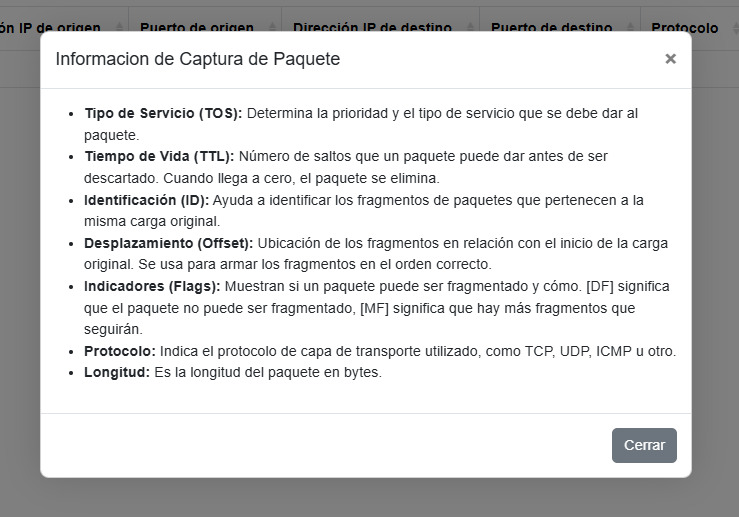 ón IP de origen Puerto de origen Dirección IP de destino Puerto de destino Protocolo
Informacion de Captura de Paquete ×
• Tipo de Servicio (TOS): Determina la prioridad y el tipo de servicio que se debe dar al
paquete.
• Tiempo de Vida (TTL): Número de saltos que un paquete puede dar antes de ser
descartado. Cuando llega a cero, el paquete se elimina.
• Identificación (ID): Ayuda a identificar los fragmentos de paquetes que pertenecen a la
misma carga original.
• Desplazamiento (Offset): Ubicación de los fragmentos en relación con el inicio de la carga
original. Se usa para armar los fragmentos en el orden correcto.
• Indicadores (Flags): Muestran si un paquete puede ser fragmentado y cómo. [DF] significa
que el paquete no puede ser fragmentado, [MF] significa que hay más fragmentos que
seguirán.
• Protocolo: Indica el protocolo de capa de transporte utilizado, como TCP, UDP, ICMP u otro.
• Longitud: Es la longitud del paquete en bytes.
Cerrar